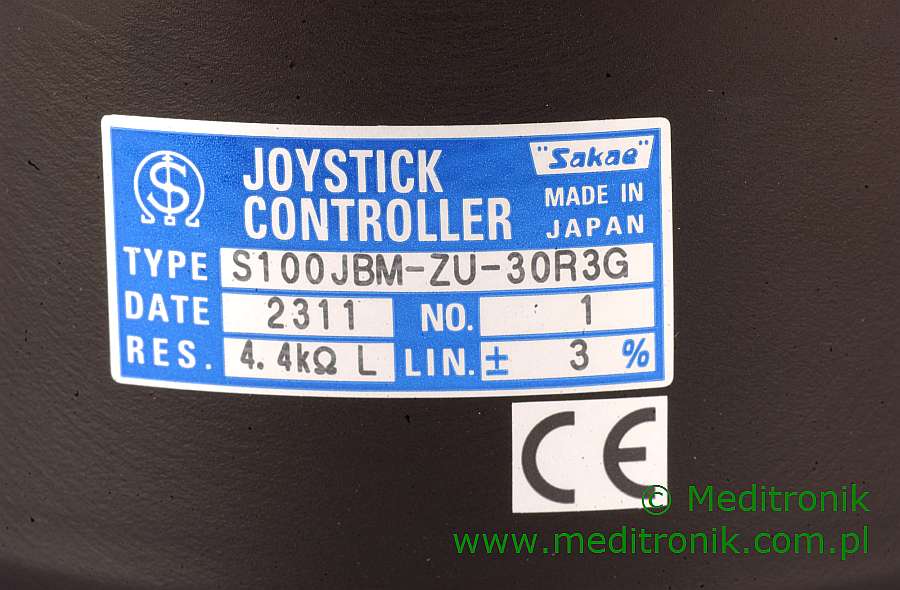 JOYSTICK
CONTROLLER
"Sakae"
MADE IN
JAPAN
TYPE S100JBM-ZU-30R3G
DATE 2311 NO. 1
RES. 4.4kΩ L LIN. ± 3 %
CE
© Meditronik
www.meditronik.com.pl